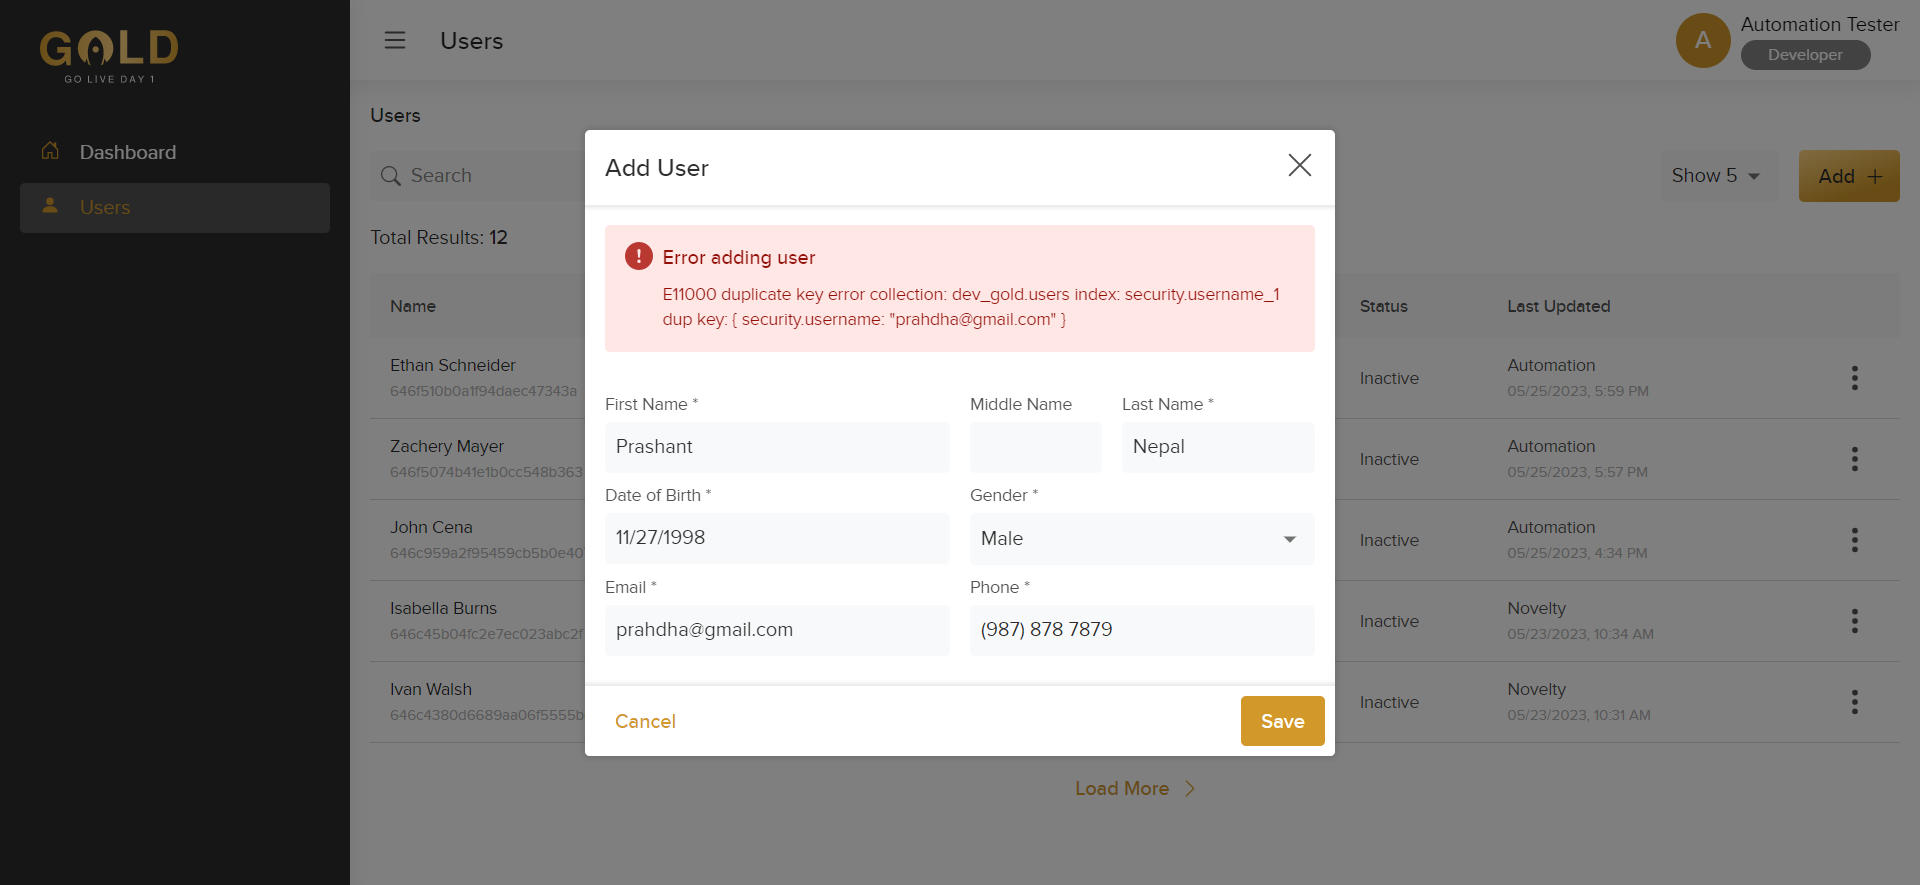 GOLD
GO LIVE DAY 1
Dashboard
Users
Users
A
Automation Tester
Developer
Users
Search
Show 5
Add +
Total Results: 12
Name
Status
Last Updated
Ethan Schneider
646f510b0a1f94daec47343a
Inactive
Automation
05/25/2023, 5:59 PM
Zachery Mayer
646f5074b41e1b0cc548b363
Inactive
Automation
05/25/2023, 5:57 PM
John Cena
646c959a2f95459cb5b0e40
Inactive
Automation
05/25/2023, 4:34 PM
Isabella Burns
646c45b04fc2e7ec023abc2f
Inactive
Novelty
05/23/2023, 10:34 AM
Ivan Walsh
646c4380d6689aa06f5555b
Inactive
Novelty
05/23/2023, 10:31 AM
Load More
Add User
Error adding user
E11000 duplicate key error collection: dev_gold.users index: security.username_1
dup key: { security.username: "prahdha@gmail.com" }
First Name *
Middle Name
Last Name *
Prashant
Nepal
Date of Birth *
Gender *
11/27/1998
Male
Email *
Phone *
prahdha@gmail.com
(987) 878 7879
Cancel
Save